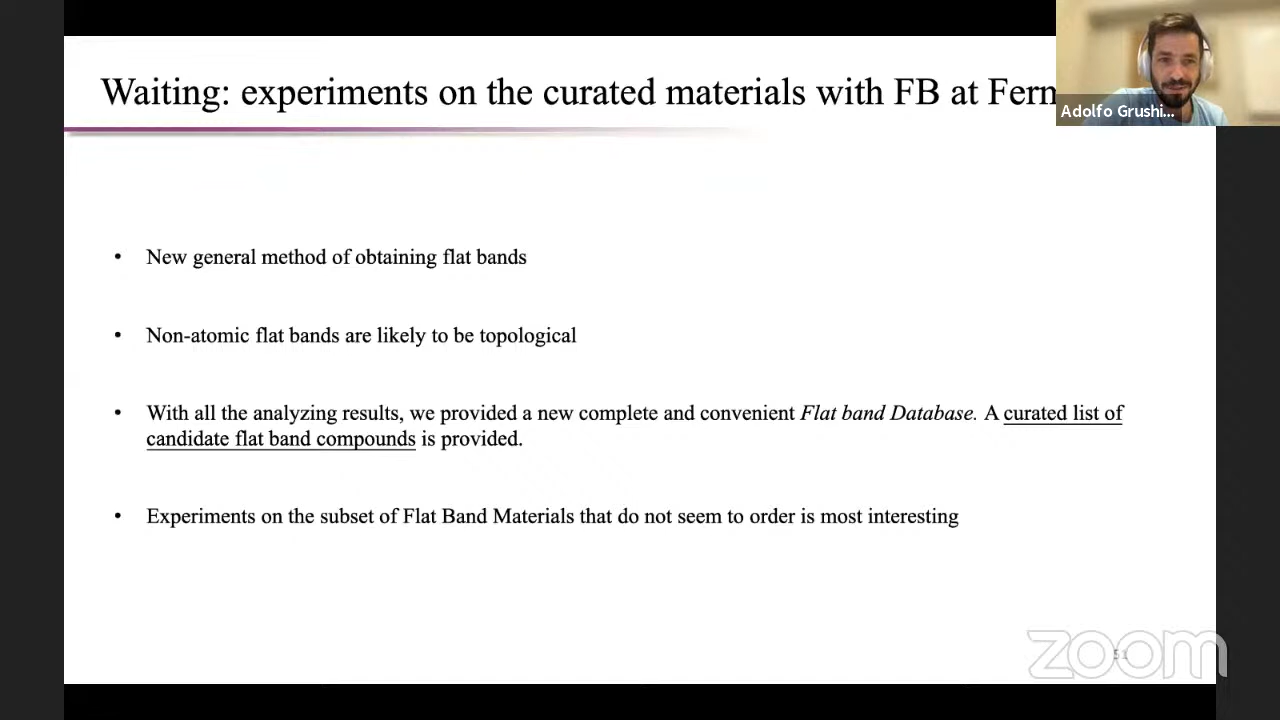 Waiting: experiments on the curated materials with FB at Ferm
Adolfo Grushi...
• New general method of obtaining flat bands
• Non-atomic flat bands are likely to be topological
• With all the analyzing results, we provided a new complete and convenient Flat band Database. A curated list of
candidate flat band compounds is provided.
• Experiments on the subset of Flat Band Materials that do not seem to order is most interesting
zoom